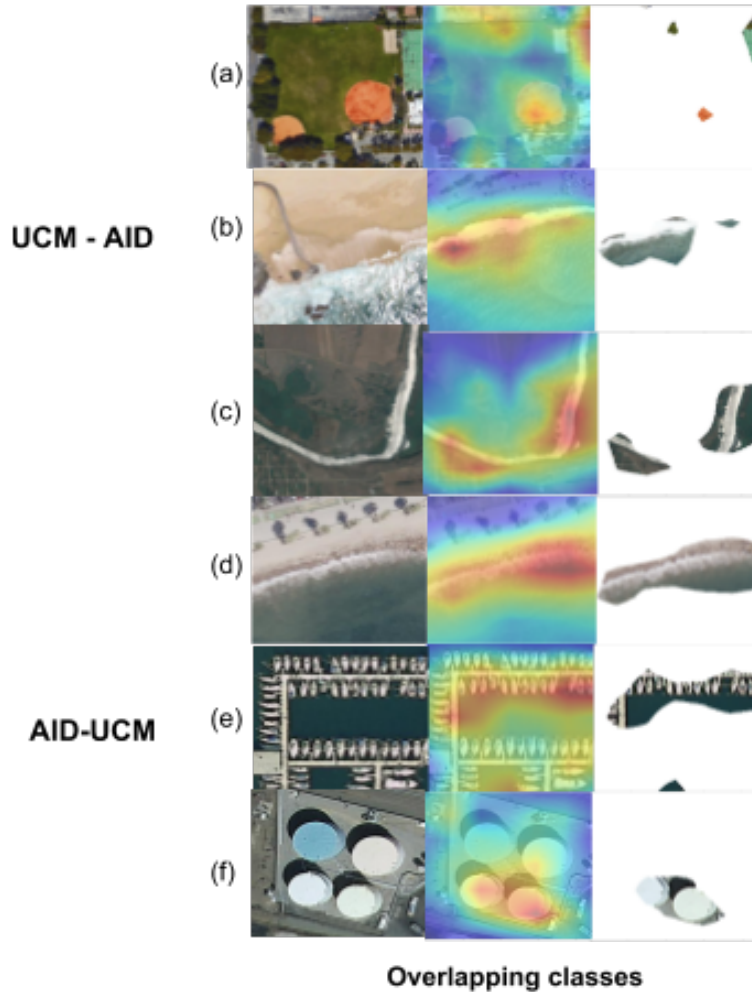 (a)
UCM - AID
(b)
(c)
(d)
AID-UCM
(e)
(f)
Overlapping classes